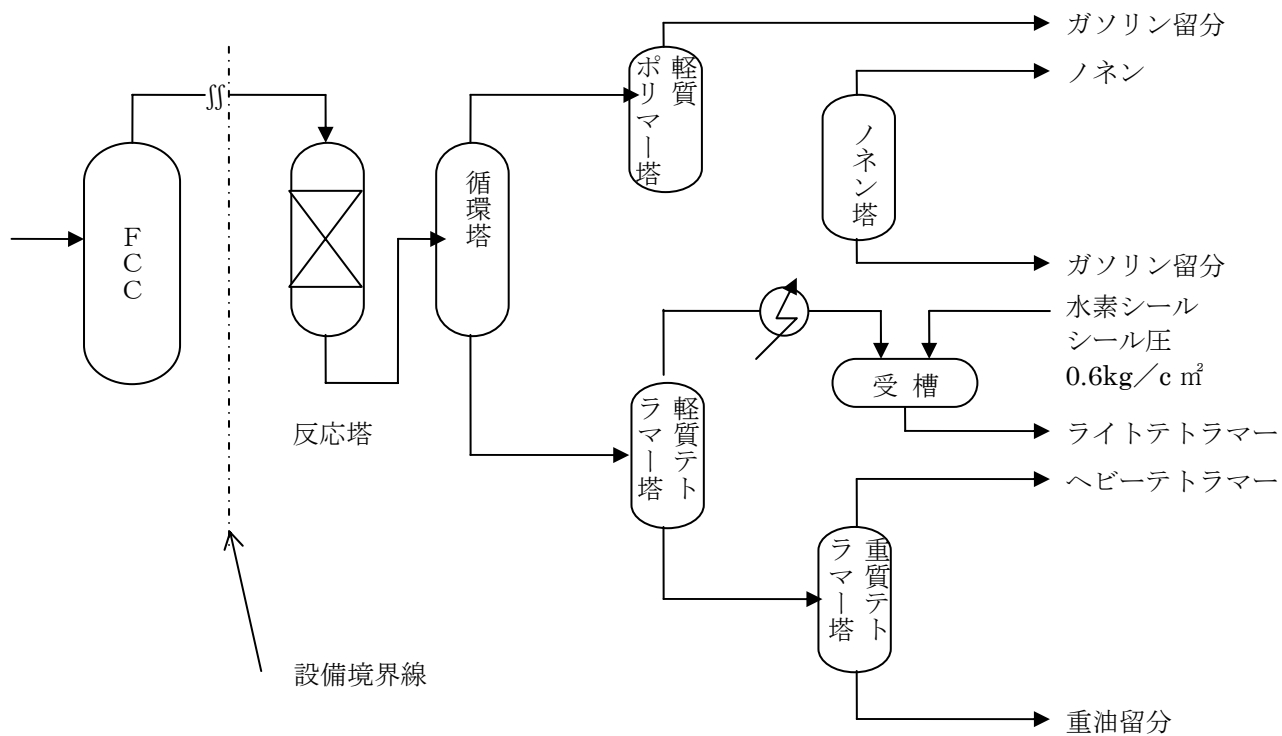 ガソリン留分
軽質
ポリマー塔
ノネン
ノネン塔
循環塔
FCC
ガソリン留分
水素シール
シール圧
0.6kg/c㎡
受槽
軽質テト
ラマー塔
反応塔
ライトテトラマー
ヘビーテトラマー
重質テト
ラマー塔
設備境界線
重油留分